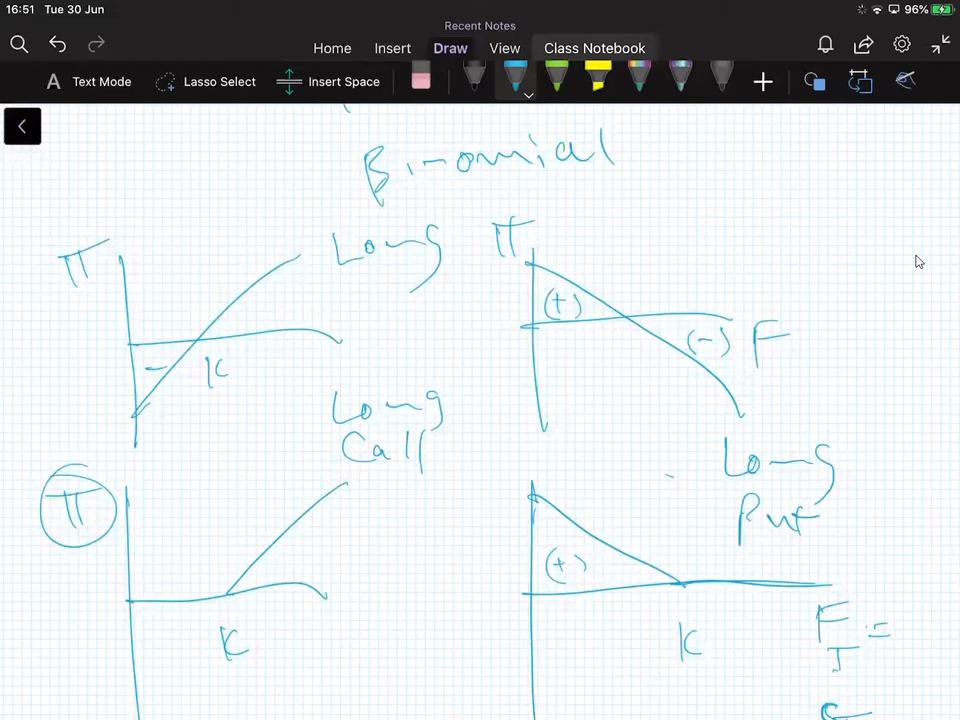 16:51 Tue 30 Jun
96%
Recent Notes
Home Insert Draw View Class Notebook
Text Mode Lasso Select Insert Space
Binomial
π Long
π
(+)
(-) F
- K
Long
Call
Long
Put
π
(+)
K
K
F =
T